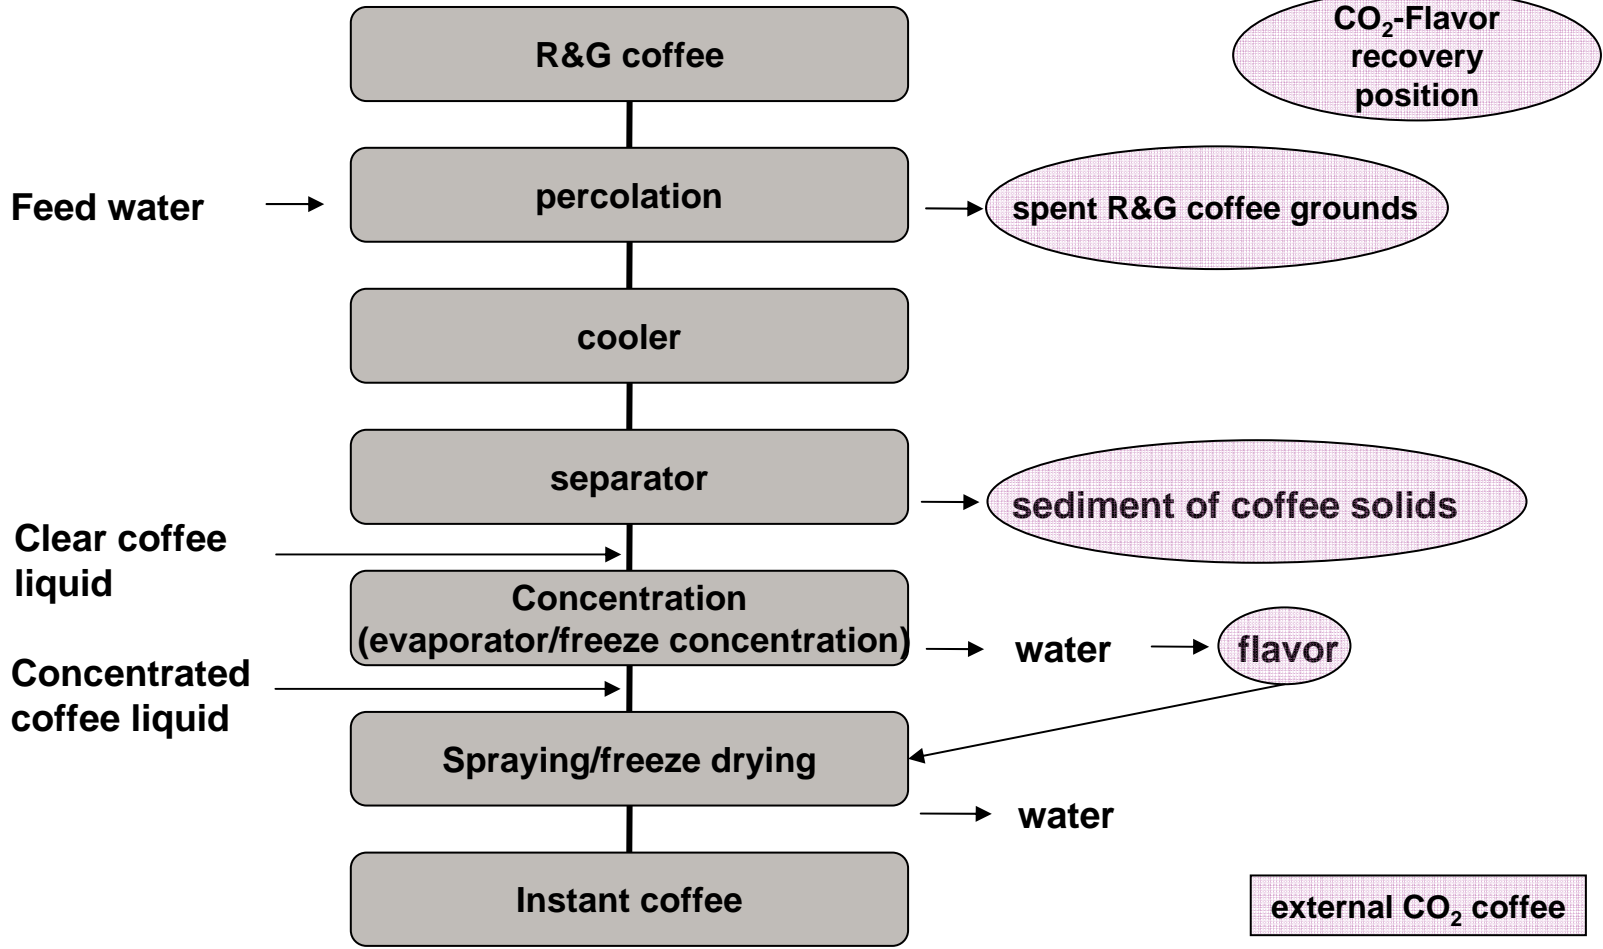 R&G coffee
CO₂-Flavor
recovery
position
Feed water
percolation
spent R&G coffee grounds
cooler
separator
sediment of coffee solids
Clear coffee
liquid
Concentration
(evaporator/freeze concentration)
water
flavor
Concentrated
coffee liquid
Spraying/freeze drying
water
Instant coffee
external CO₂ coffee